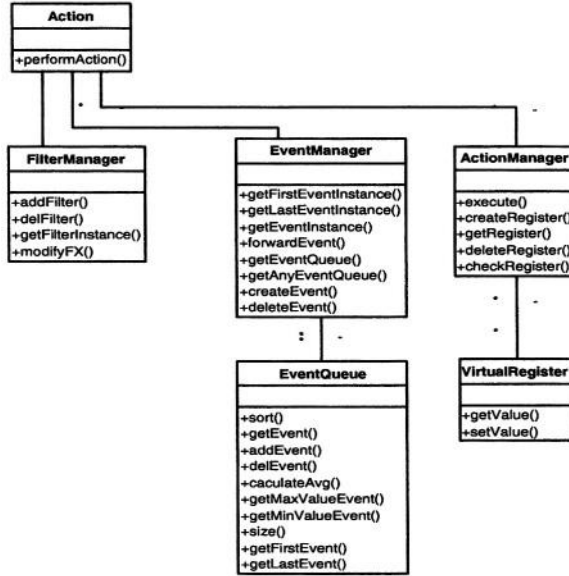 Action
+performAction()
FilterManager
+addFilter()
+delFilter()
+getFilterInstance()
+modifyFX()
EventManager
+getFirstEventInstance()
+getLastEventInstance()
+getEventInstance()
+forwardEvent()
+getEventQueue()
+getAnyEventQueue()
+createEvent()
+deleteEvent()
ActionManager
+execute()
+createRegister()
+getRegister()
+deleteRegister()
+checkRegister()
EventQueue
+sort()
+getEvent()
+addEvent()
+delEvent()
+caculateAvg()
+getMaxValueEvent()
+getMinValueEvent()
+size()
+getFirstEvent()
+getLastEvent()
VirtualRegister
+getValue()
+setValue()